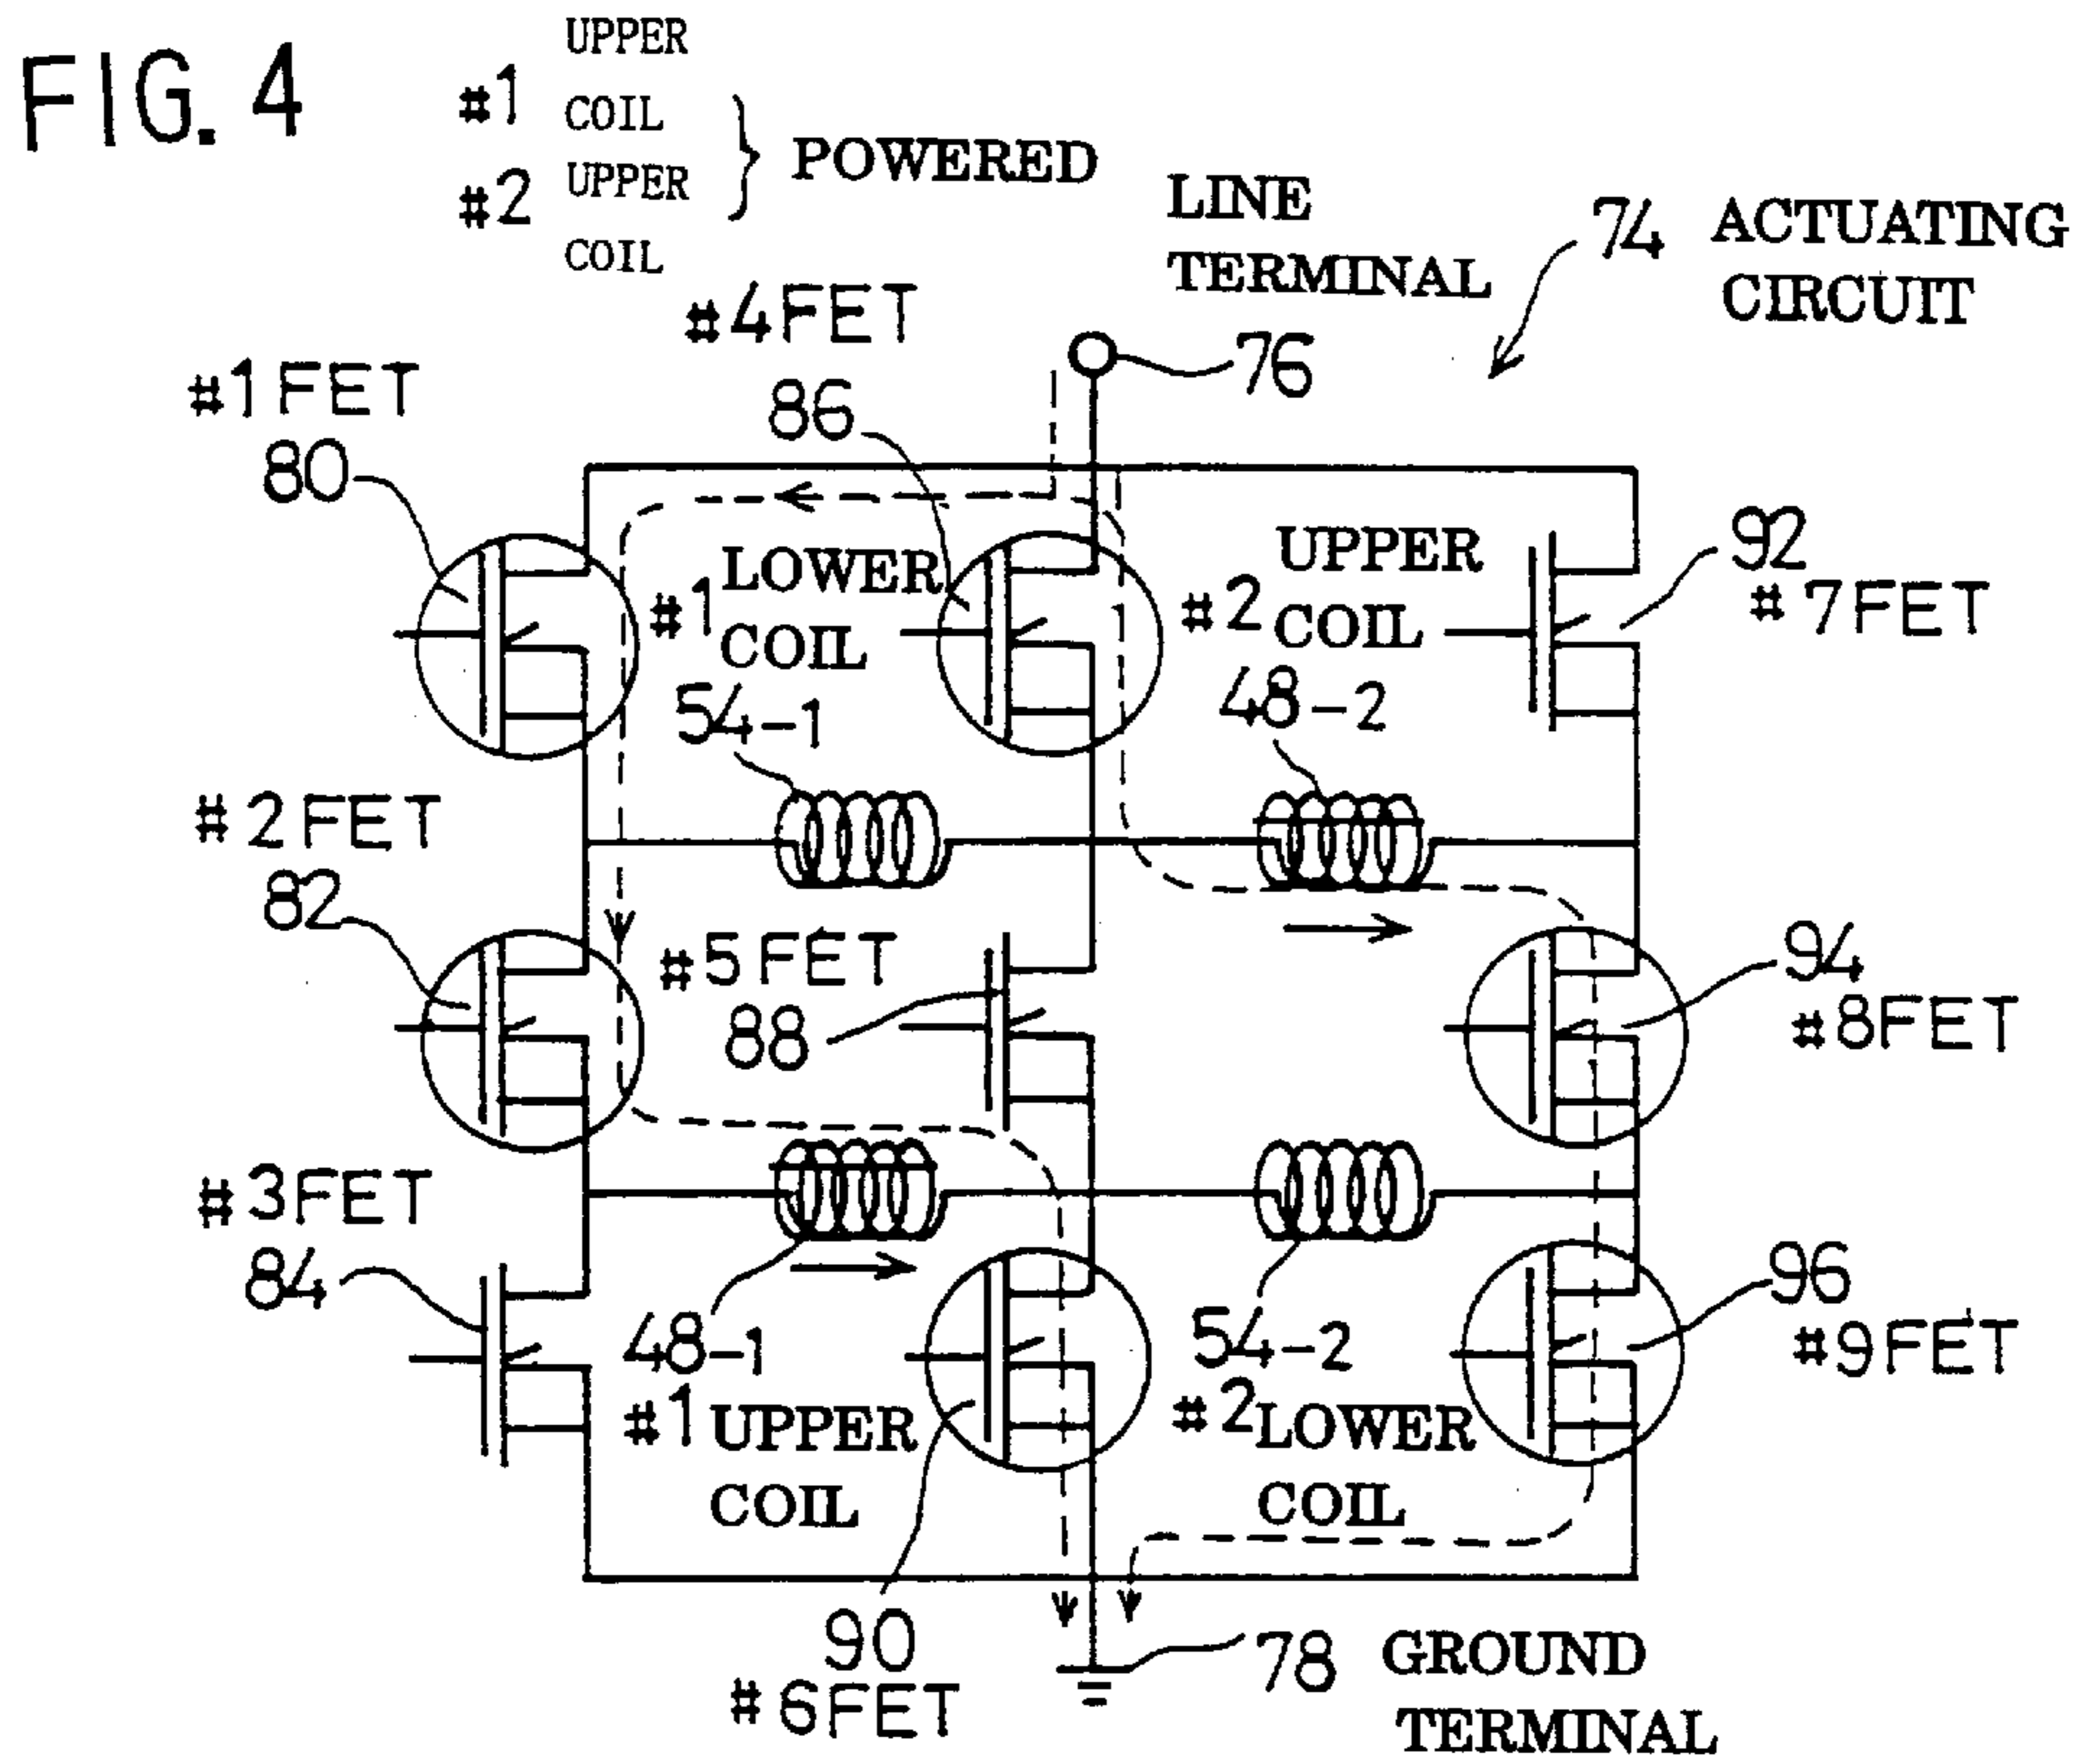 FIG. 4
#1 UPPER
COIL
#2 UPPER
COIL
POWERED
LINE
TERMINAL
76
74 ACTUATING
CIRCUIT
#4FET
86
#1FET
80
#1 LOWER
COIL
54-1
#2 UPPER
COIL
48-2
92
#7FET
#2FET
82
#5FET
88
94
#8FET
#3FET
84
48-1
#1 UPPER
COIL
54-2
#2 LOWER
COIL
96
#9FET
90
#6FET
78 GROUND
TERMINAL